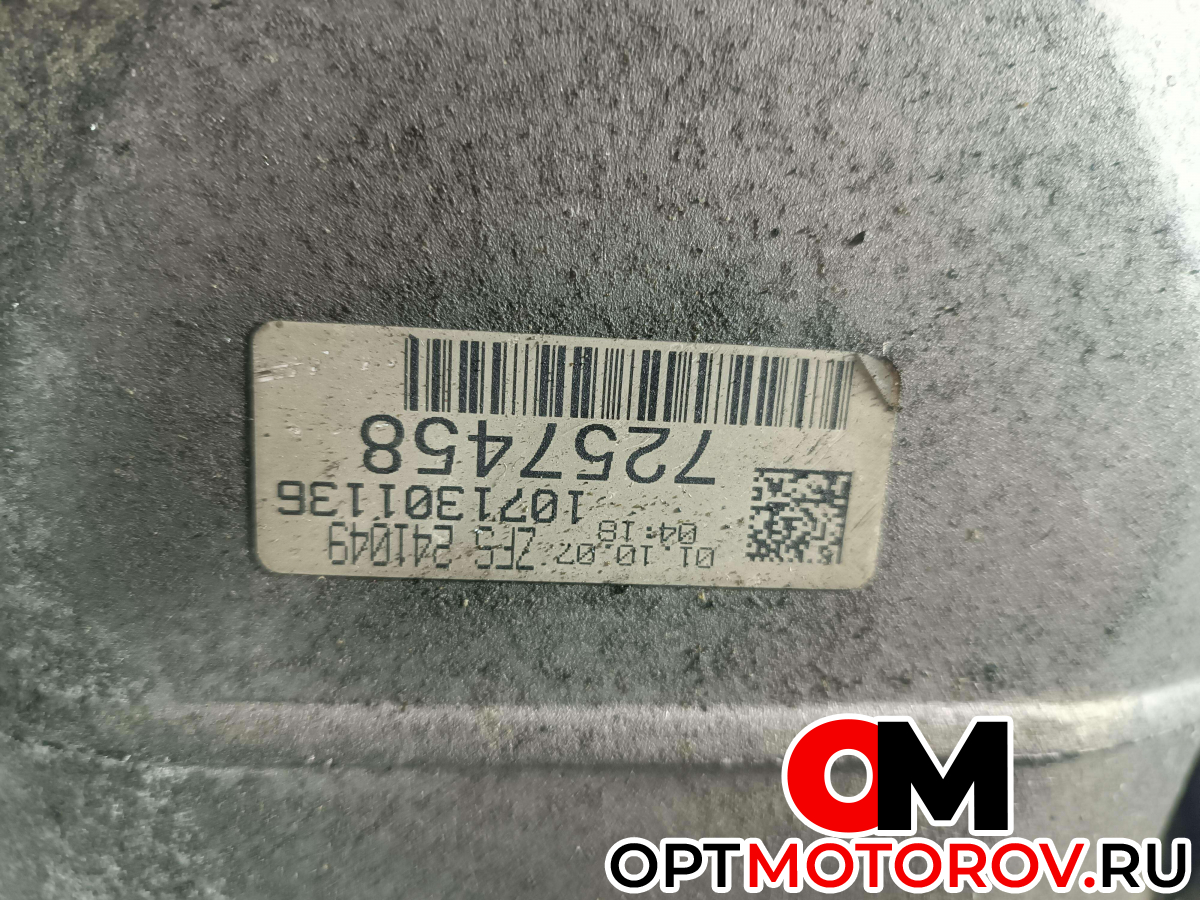 01.10.07 ZFS 241049
04:18
1071301136
7257458
OM
OPTMOTOROV.RU